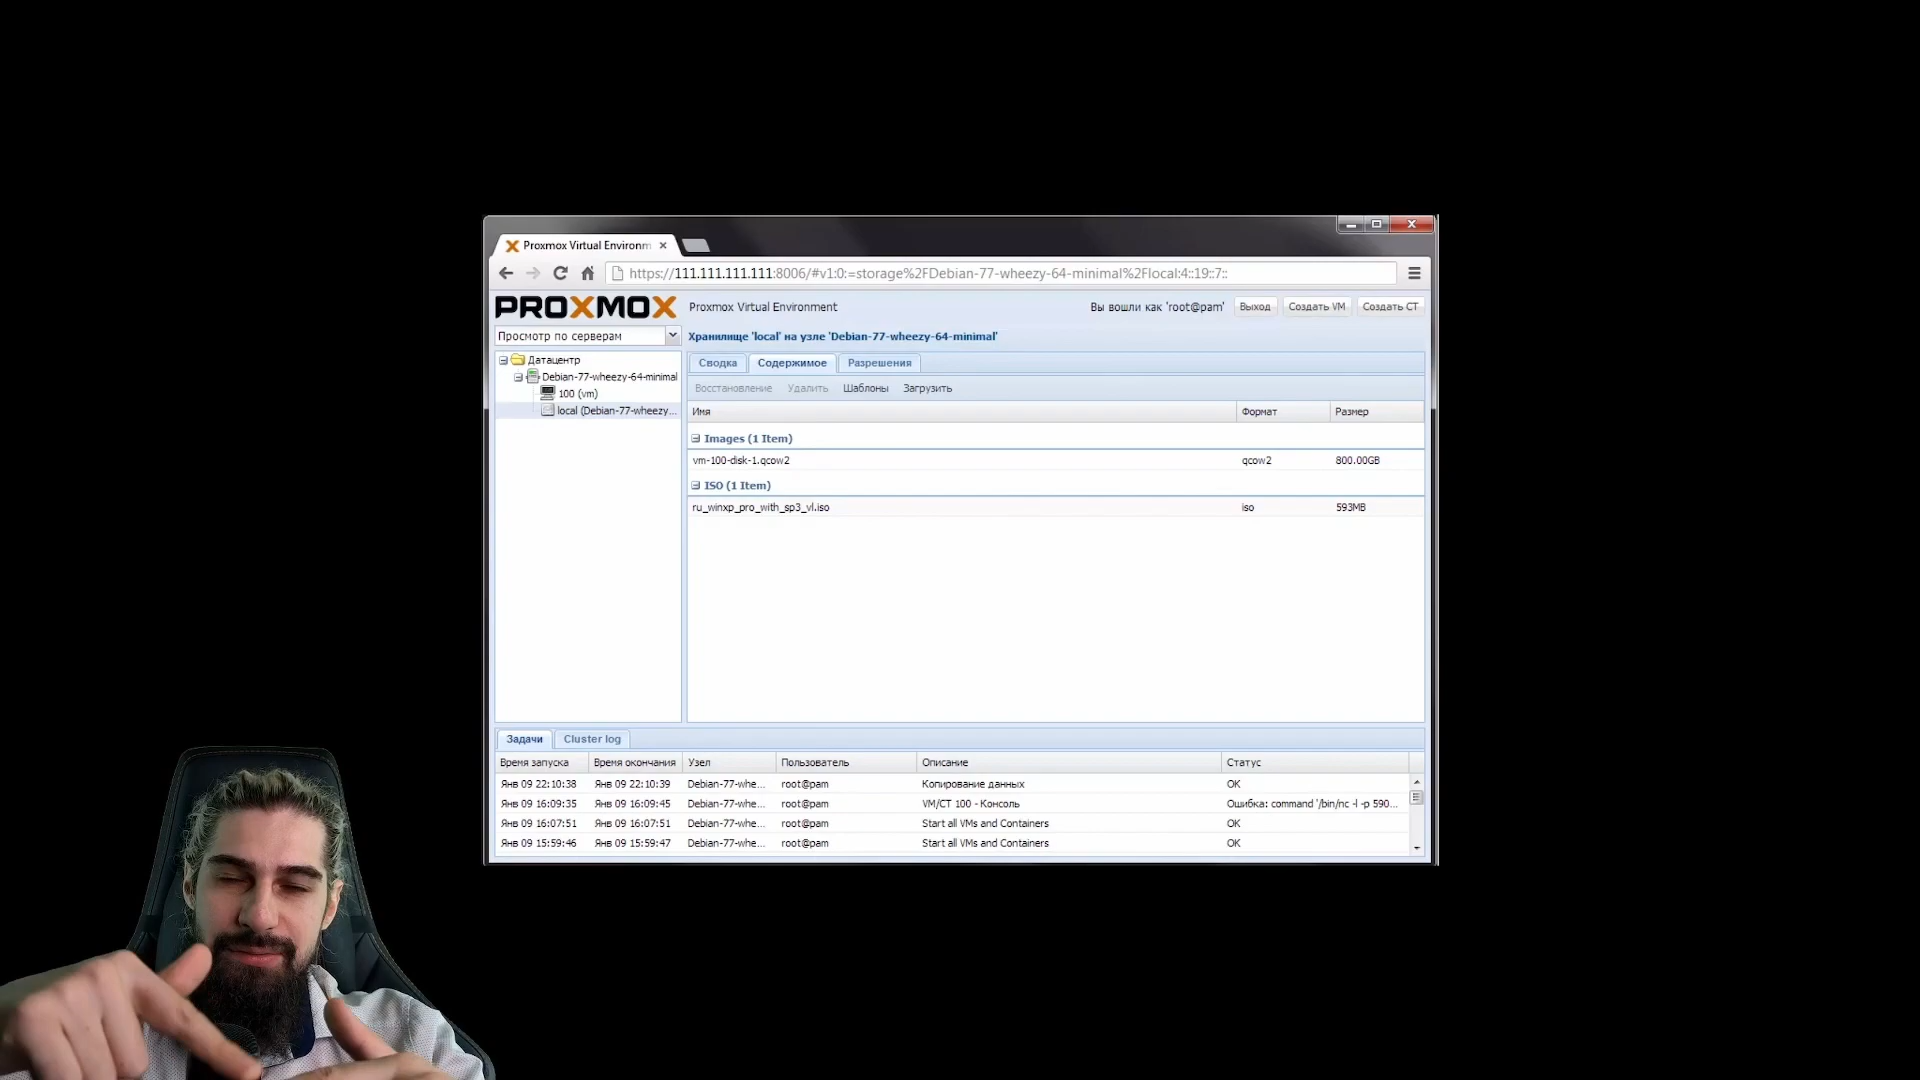 Proxmox Virtual Environm
https://111.111.111.111:8006/#v1:0:=storage%2FDebian-77-wheezy-64-minimal%2Flocal:4::19::7::
PROXMOX Proxmox Virtual Environment Вы вошли как 'root@pam' Выход Создать VM Создать CT
Просмотр по серверам
Хранилище 'local' на узле 'Debian-77-wheezy-64-minimal'
Датацентр
Debian-77-wheezy-64-minimal
100 (vm)
local (Debian-77-wheezy...
Сводка Содержимое Разрешения
Восстановление Удалить Шаблоны Загрузить
Имя Формат Размер
Images (1 Item)
vm-100-disk-1.qcow2 qcow2 800.00GB
ISO (1 Item)
ru_winxp_pro_with_sp3_vl.iso iso 593MB
Задачи Cluster log
Время запуска Время окончания Узел Пользователь Описание Статус
Янв 09 22:10:38 Янв 09 22:10:39 Debian-77-whe... root@pam Копирование данных OK
Янв 09 16:09:35 Янв 09 16:09:45 Debian-77-whe... root@pam VM/CT 100 - Консоль Ошибка: command '/bin/nc -l -p 590...
Янв 09 16:07:51 Янв 09 16:07:51 Debian-77-whe... root@pam Start all VMs and Containers OK
Янв 09 15:59:46 Янв 09 15:59:47 Debian-77-whe... root@pam Start all VMs and Containers OK